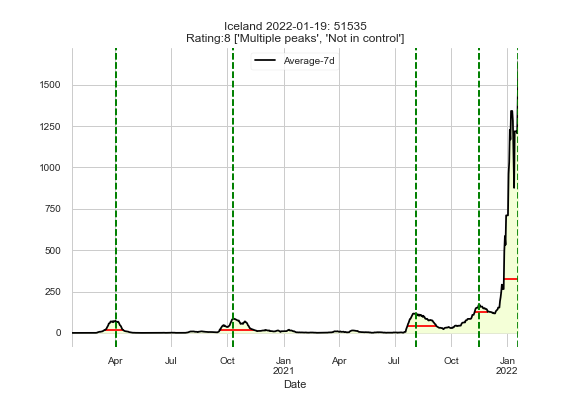 Iceland 2022-01-19: 51535
Rating:8 ['Multiple peaks', 'Not in control']
Average-7d
1500
1250
1000
750
500
250
0
Apr Jul Oct Jan Apr Jul Oct Jan
2021 2022
Date